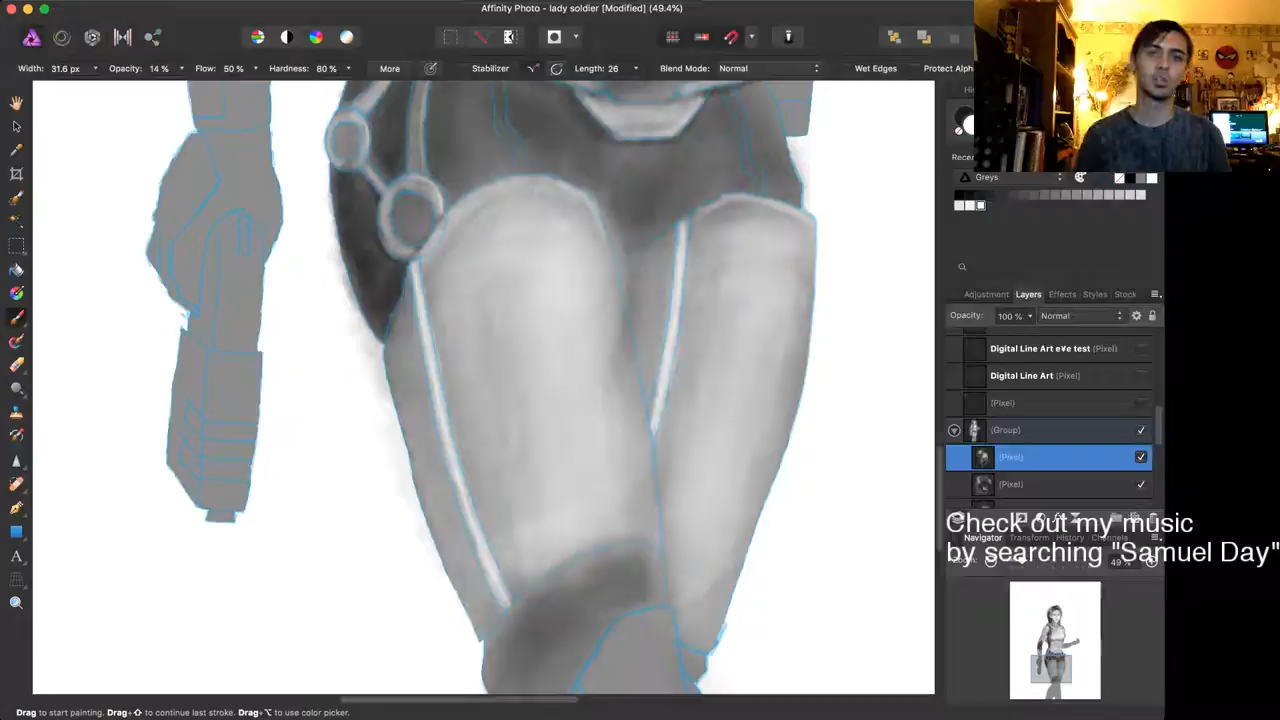 Affinity Photo - lady soldier [Modified] (49.4%)
Width: 31.6 px Opacity: 14 % Flow: 50 % Hardness: 80 % More Stabilizer Length: 26 Blend Mode: Normal Wet Edges Protect Alph
Greys
Adjustment Layers Effects Styles Stock
Opacity: 100 % Normal
Digital Line Art e¥e test (Pixel)
Digital Line Art (Pixel)
(Pixel)
(Group)
(Pixel)
(Pixel)
Check out my music
by searching "Samuel Day"
Navigator Transform History Channels
Drag to start painting. Drag+⇧ to continue last stroke. Drag+⌥ to use color picker.